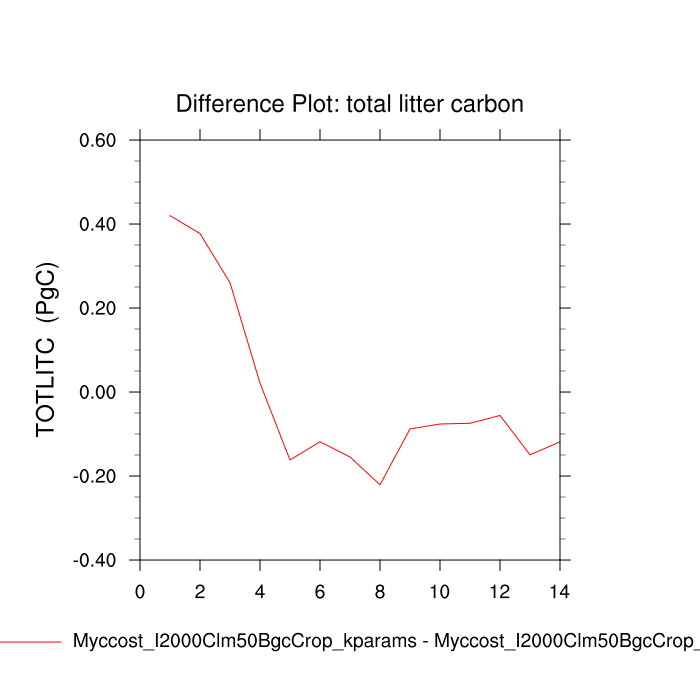 Difference Plot: total litter carbon
0.60
0.40
0.20
0.00
-0.20
-0.40
TOTLITC (PgC)
0 2 4 6 8 10 12 14
Myccost_I2000Clm50BgcCrop_kparams - Myccost_I2000Clm50BgcCrop_